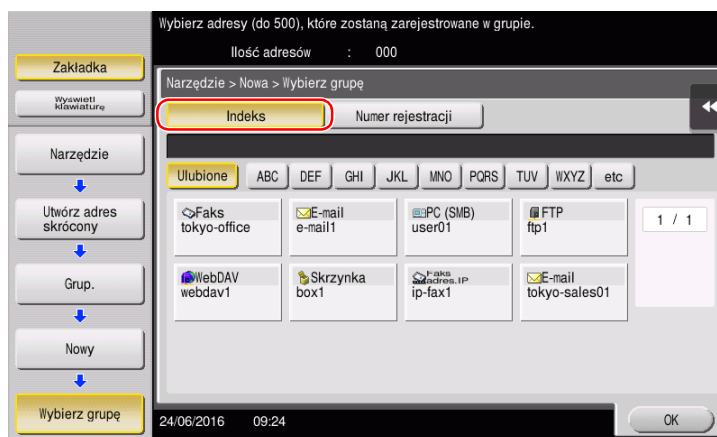 Wybierz adresy (do 500), które zostaną zarejestrowane w grupie.
Ilość adresów : 000
Zakładka
Wyświetl
klawiaturę
Narzędzie
Utwórz adres
skrócony
Grup.
Nowy
Wybierz grupę
Narzędzie > Nowa > Wybierz grupę
Indeks
Numer rejestracji
Ulubione ABC DEF GHI JKL MNO PQRS TUV WXYZ etc
Faks
tokyo-office
E-mail
e-mail1
PC (SMB)
user01
FTP
ftp1
1 / 1
WebDAV
webdav1
Skrzynka
box1
Faks
adres.IP
ip-fax1
E-mail
tokyo-sales01
24/06/2016 09:24
OK